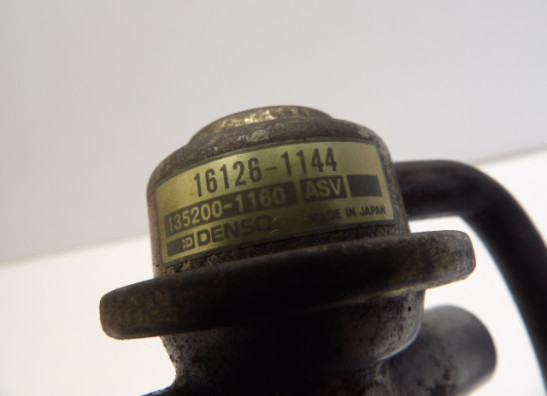 16126-1144
135200-1160 ASV
DENSO MADE IN JAPAN